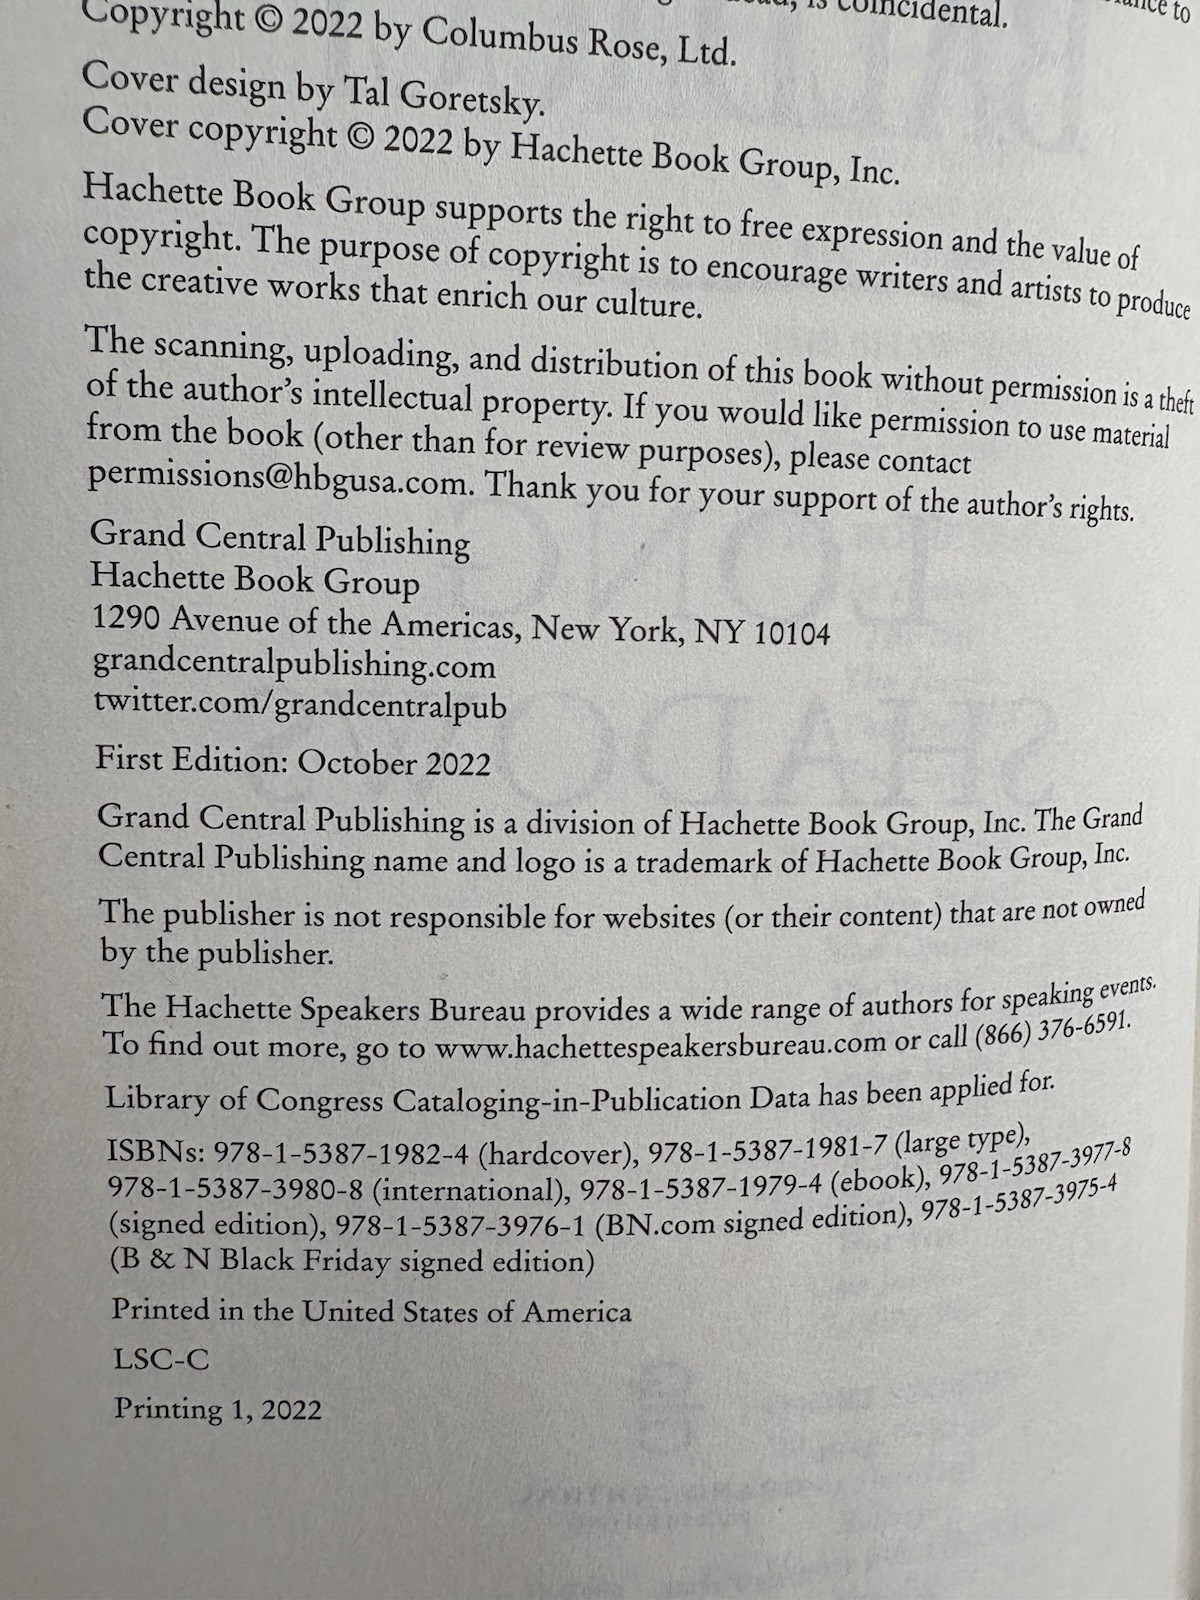 is coincidental.
Copyright © 2022 by Columbus Rose, Ltd.
Cover design by Tal Goretsky.
Cover copyright © 2022 by Hachette Book Group, Inc.
Hachette Book Group supports the right to free expression and the value of
copyright. The purpose of copyright is to encourage writers and artists to produce
the creative works that enrich our culture.
The scanning, uploading, and distribution of this book without permission is a theft
of the author's intellectual property. If you would like permission to use material
from the book (other than for review purposes), please contact
permissions@hbgusa.com. Thank you for your support of the author's rights.
Grand Central Publishing
Hachette Book Group
1290 Avenue of the Americas, New York, NY 10104
grandcentralpublishing.com
twitter.com/grandcentralpub
First Edition: October 2022
Grand Central Publishing is a division of Hachette Book Group, Inc. The Grand
Central Publishing name and logo is a trademark of Hachette Book Group, Inc.
The publisher is not responsible for websites (or their content) that are not owned
by the publisher.
The Hachette Speakers Bureau provides a wide range of authors for speaking events.
To find out more, go to www.hachettespeakersbureau.com or call (866) 376-6591.
Library of Congress Cataloging-in-Publication Data has been applied for.
ISBNs: 978-1-5387-1982-4 (hardcover), 978-1-5387-1981-7 (large type),
978-1-5387-3980-8 (international), 978-1-5387-1979-4 (ebook), 978-1-5387-3977-8
(signed edition), 978-1-5387-3976-1 (BN.com signed edition), 978-1-5387-3975-4
(B & N Black Friday signed edition)
Printed in the United States of America
LSC-C
Printing 1, 2022